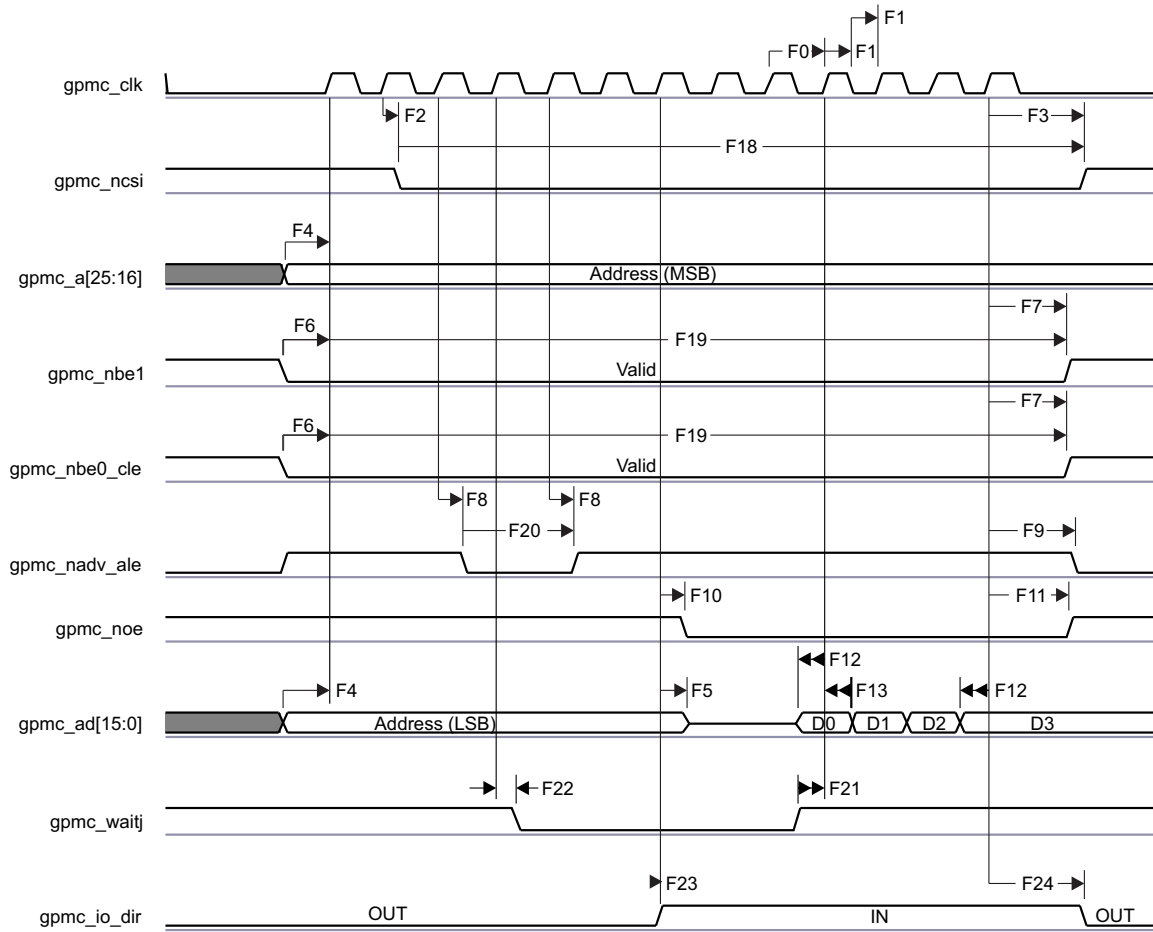 F1
F0
F1
gpmc_clk
F2
F3
F18
gpmc_ncsi
F4
gpmc_a[25:16]
Address (MSB)
F7
F6
F19
gpmc_nbe1
Valid
F7
F6
F19
gpmc_nbe0_cle
Valid
F8
F8
F20
F9
gpmc_nadv_ale
F10
F11
gpmc_noe
F12
F4
F5
F13
F12
gpmc_ad[15:0]
Address (LSB)
D0
D1
D2
D3
F22
F21
gpmc_waitj
F23
F24
gpmc_io_dir
OUT
IN
OUT